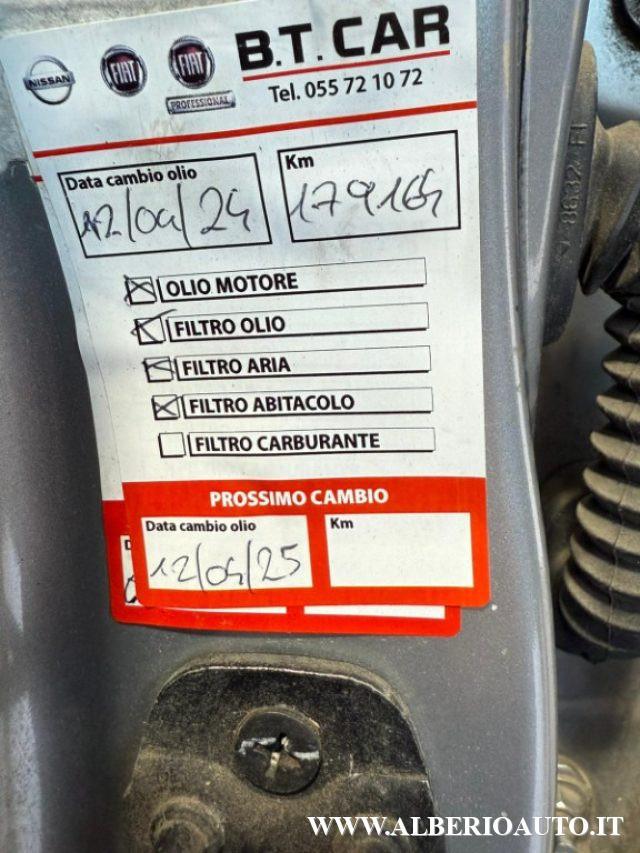 NISSAN FIAT FIAT B.T. CAR
PROFESSIONAL
Tel. 055 72 10 72
Data cambio olio Km
12/04/24 179164
OLIO MOTORE
FILTRO OLIO
FILTRO ARIA
FILTRO ABITACOLO
FILTRO CARBURANTE
PROSSIMO CAMBIO
Data cambio olio Km
12/04/25
WWW.ALBERIOAUTO.IT